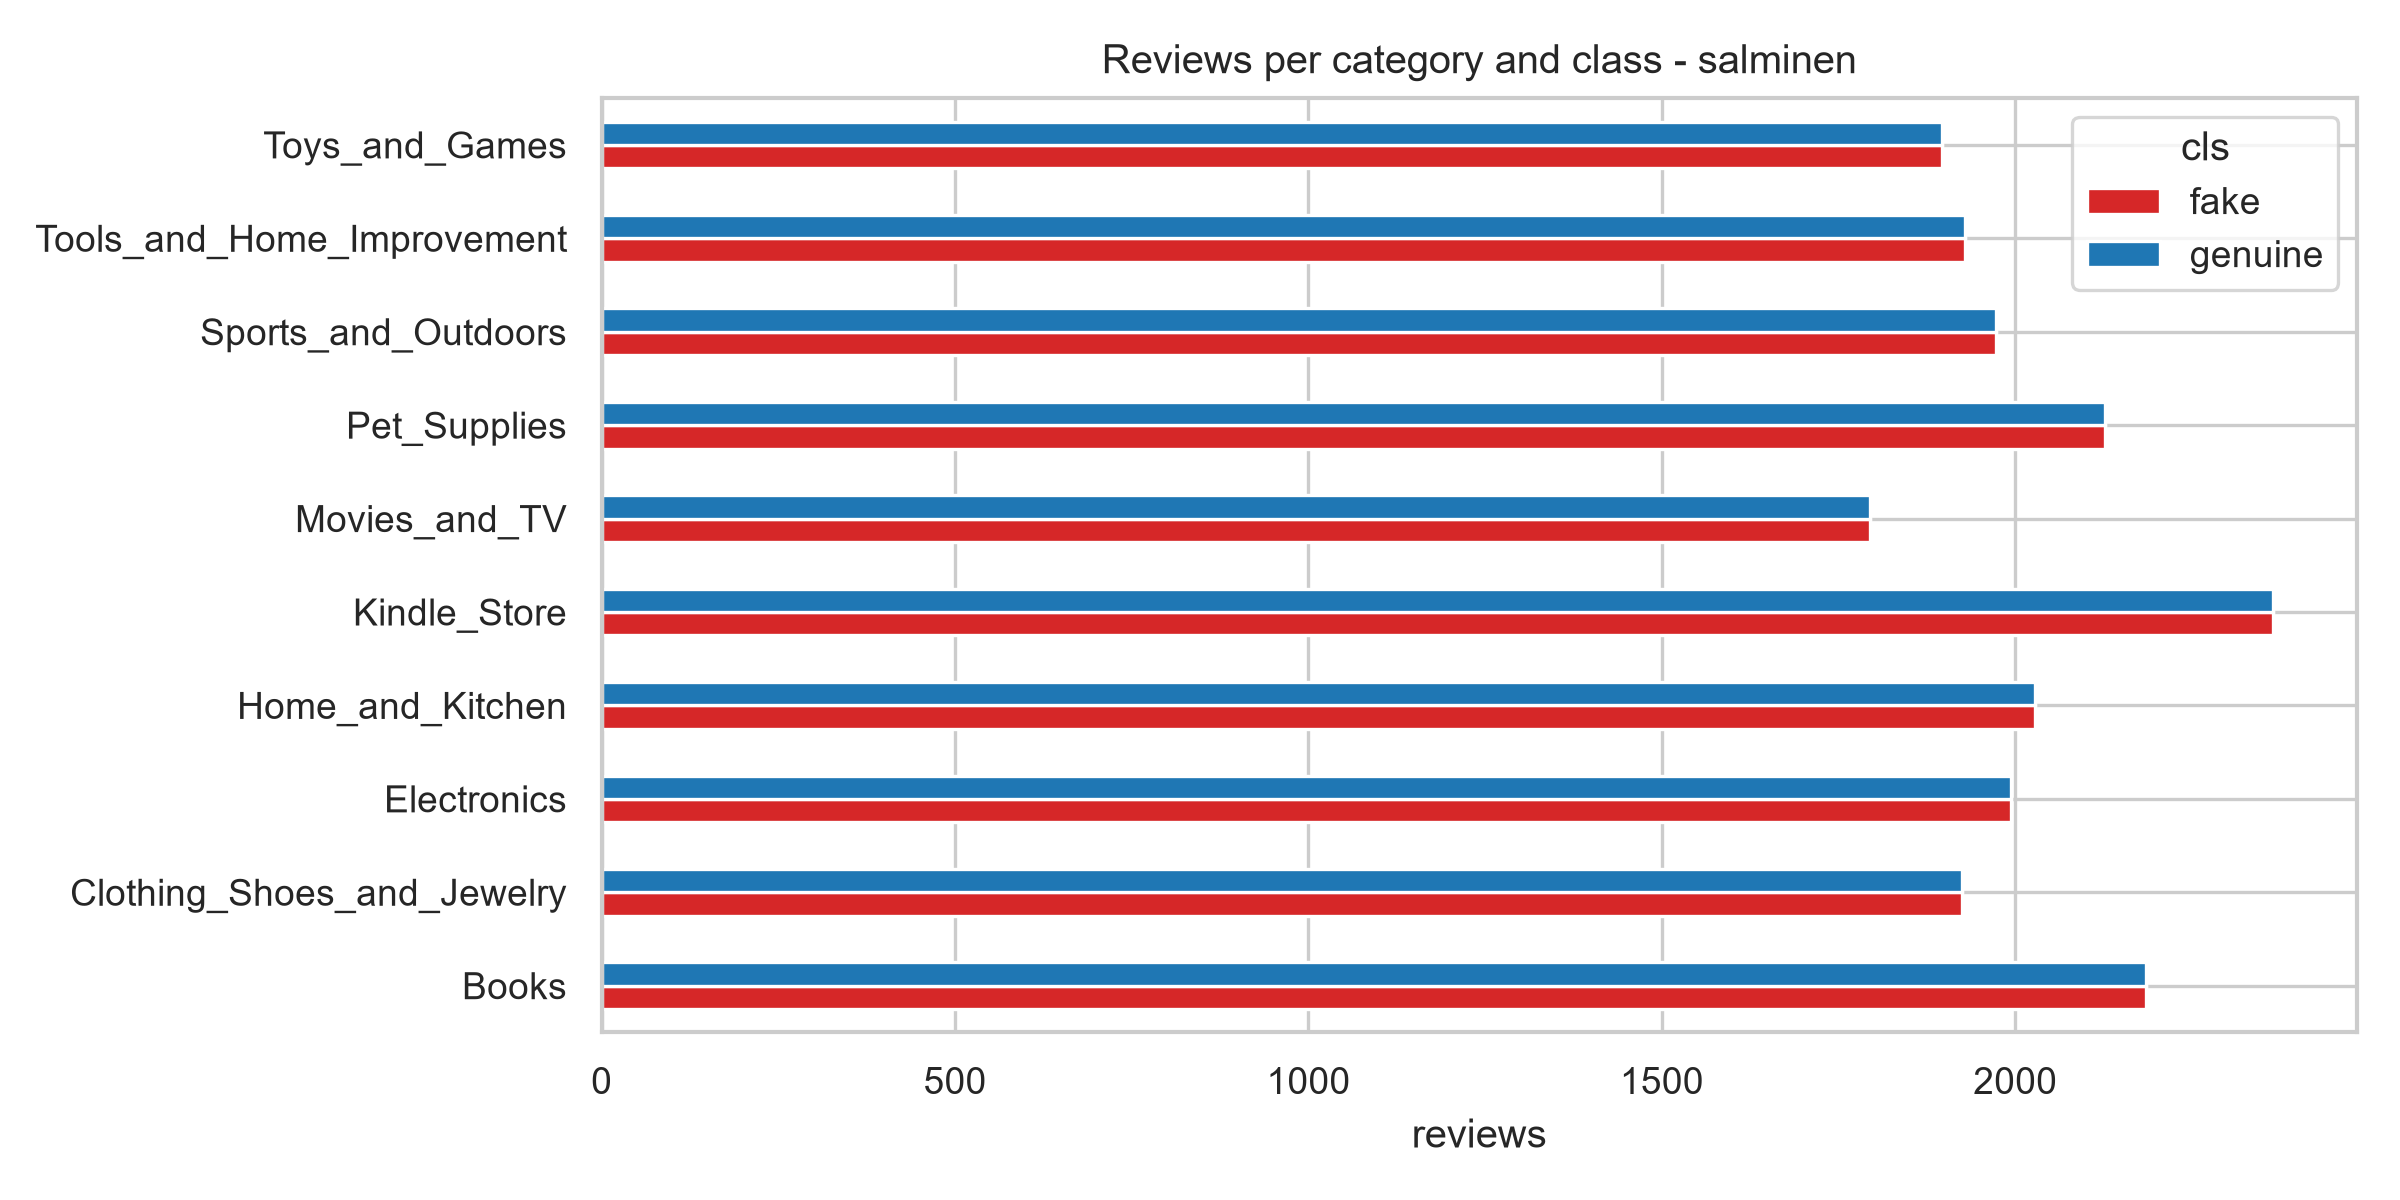 Reviews per category and class - salminen
cls
fake
genuine
Toys_and_Games
Tools_and_Home_Improvement
Sports_and_Outdoors
Pet_Supplies
Movies_and_TV
Kindle_Store
Home_and_Kitchen
Electronics
Clothing_Shoes_and_Jewelry
Books
0 500 1000 1500 2000
reviews